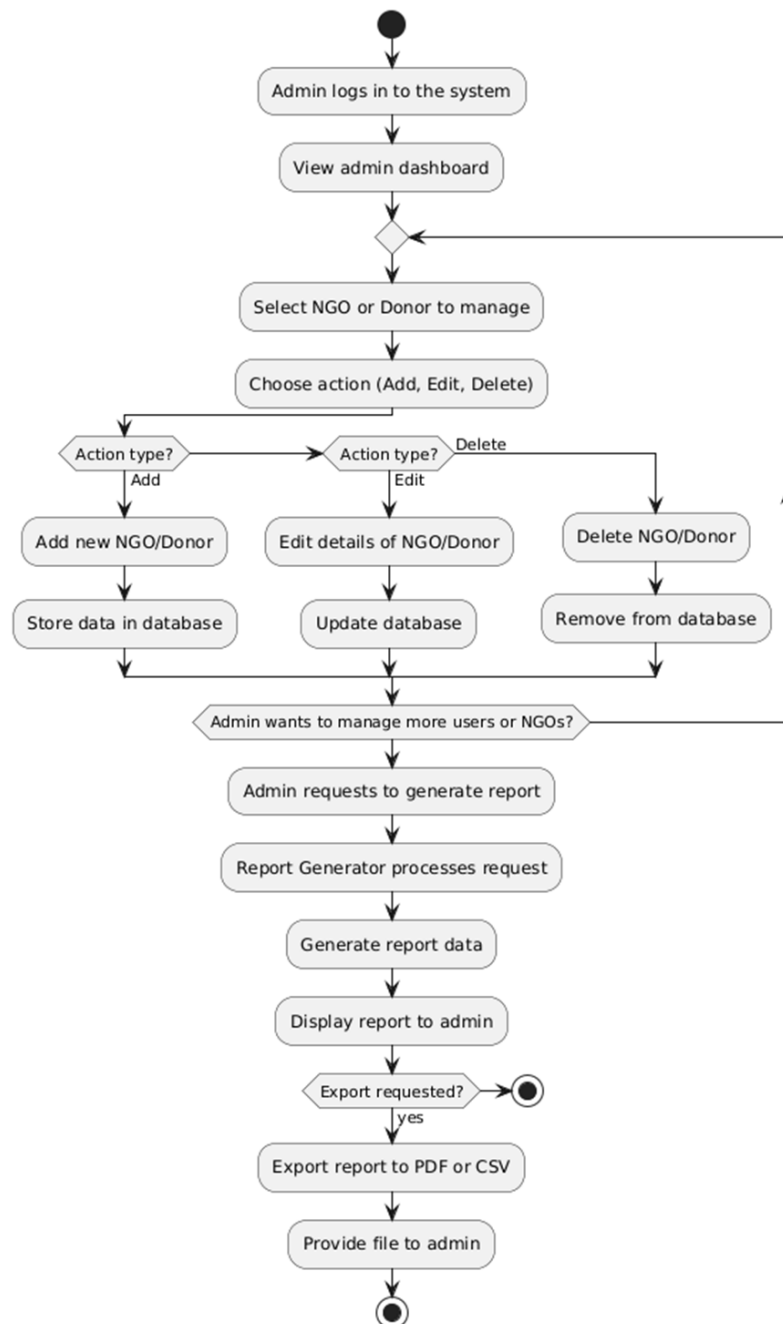 Admin logs in to the system
View admin dashboard
Select NGO or Donor to manage
Choose action (Add, Edit, Delete)
Action type?
Action type?
Delete
Add
Edit
Add new NGO/Donor
Edit details of NGO/Donor
Delete NGO/Donor
Store data in database
Update database
Remove from database
Admin wants to manage more users or NGOs?
Admin requests to generate report
Report Generator processes request
Generate report data
Display report to admin
Export requested?
yes
Export report to PDF or CSV
Provide file to admin